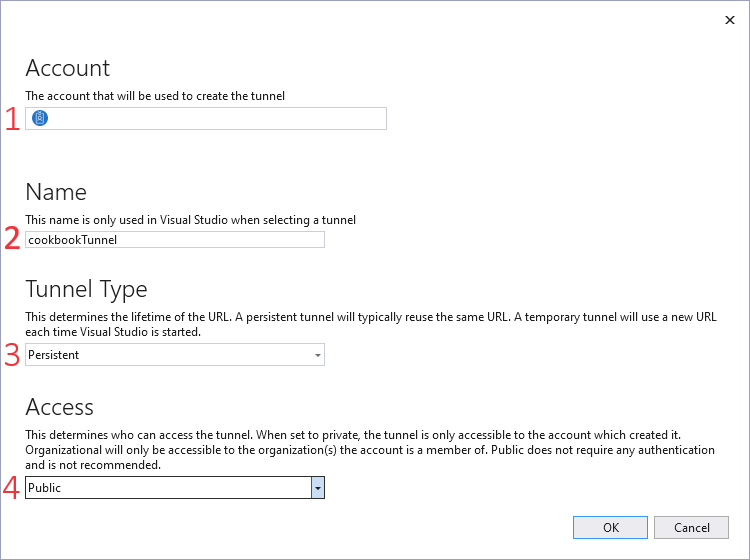 Account
The account that will be used to create the tunnel
1
Name
This name is only used in Visual Studio when selecting a tunnel
2 cookbookTunnel
Tunnel Type
This determines the lifetime of the URL. A persistent tunnel will typically reuse the same URL. A temporary tunnel will use a new URL
each time Visual Studio is started.
3 Persistent
Access
This determines who can access the tunnel. When set to private, the tunnel is only accessible to the account which created it.
Organizational will only be accessible to the organization(s) the account is a member of. Public does not require any authentication
and is not recommended.
4 Public
OK Cancel